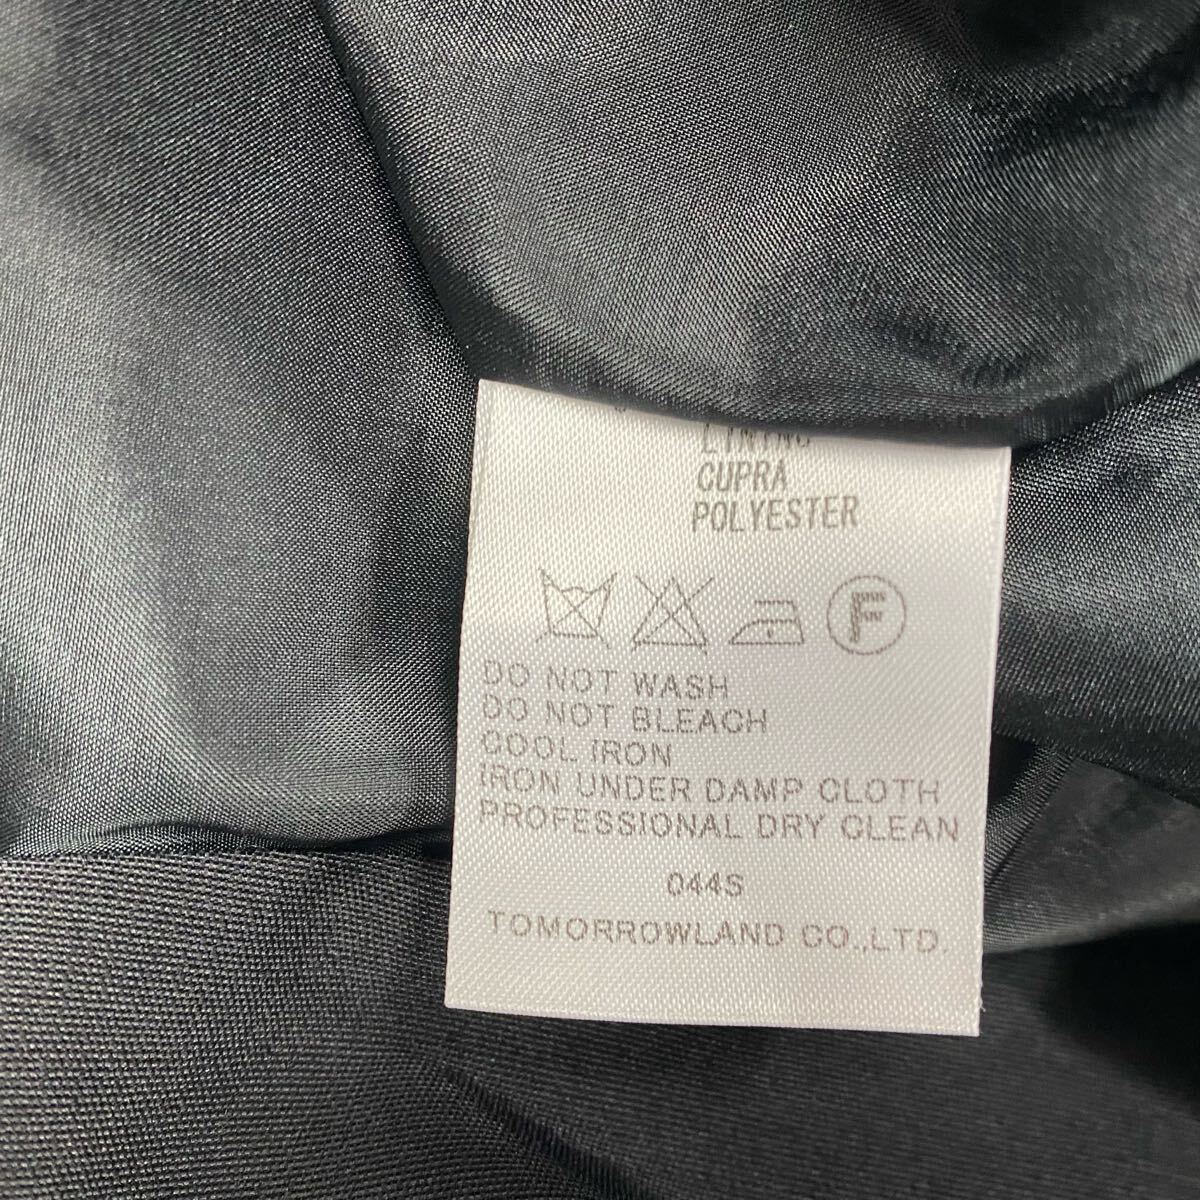 LINING
CUPRA
POLYESTER
F
DO NOT WASH
DO NOT BLEACH
COOL IRON
IRON UNDER DAMP CLOTH
PROFESSIONAL DRY CLEAN
044S
TOMORROWLAND CO.,LTD.